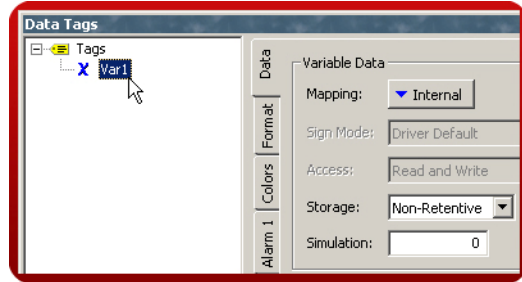 Data Tags
Tags
Var1
Data
Format
Colors
Alarm 1
Variable Data
Mapping: Internal
Sign Mode: Driver Default
Access: Read and Write
Storage: Non-Retentive
Simulation: 0